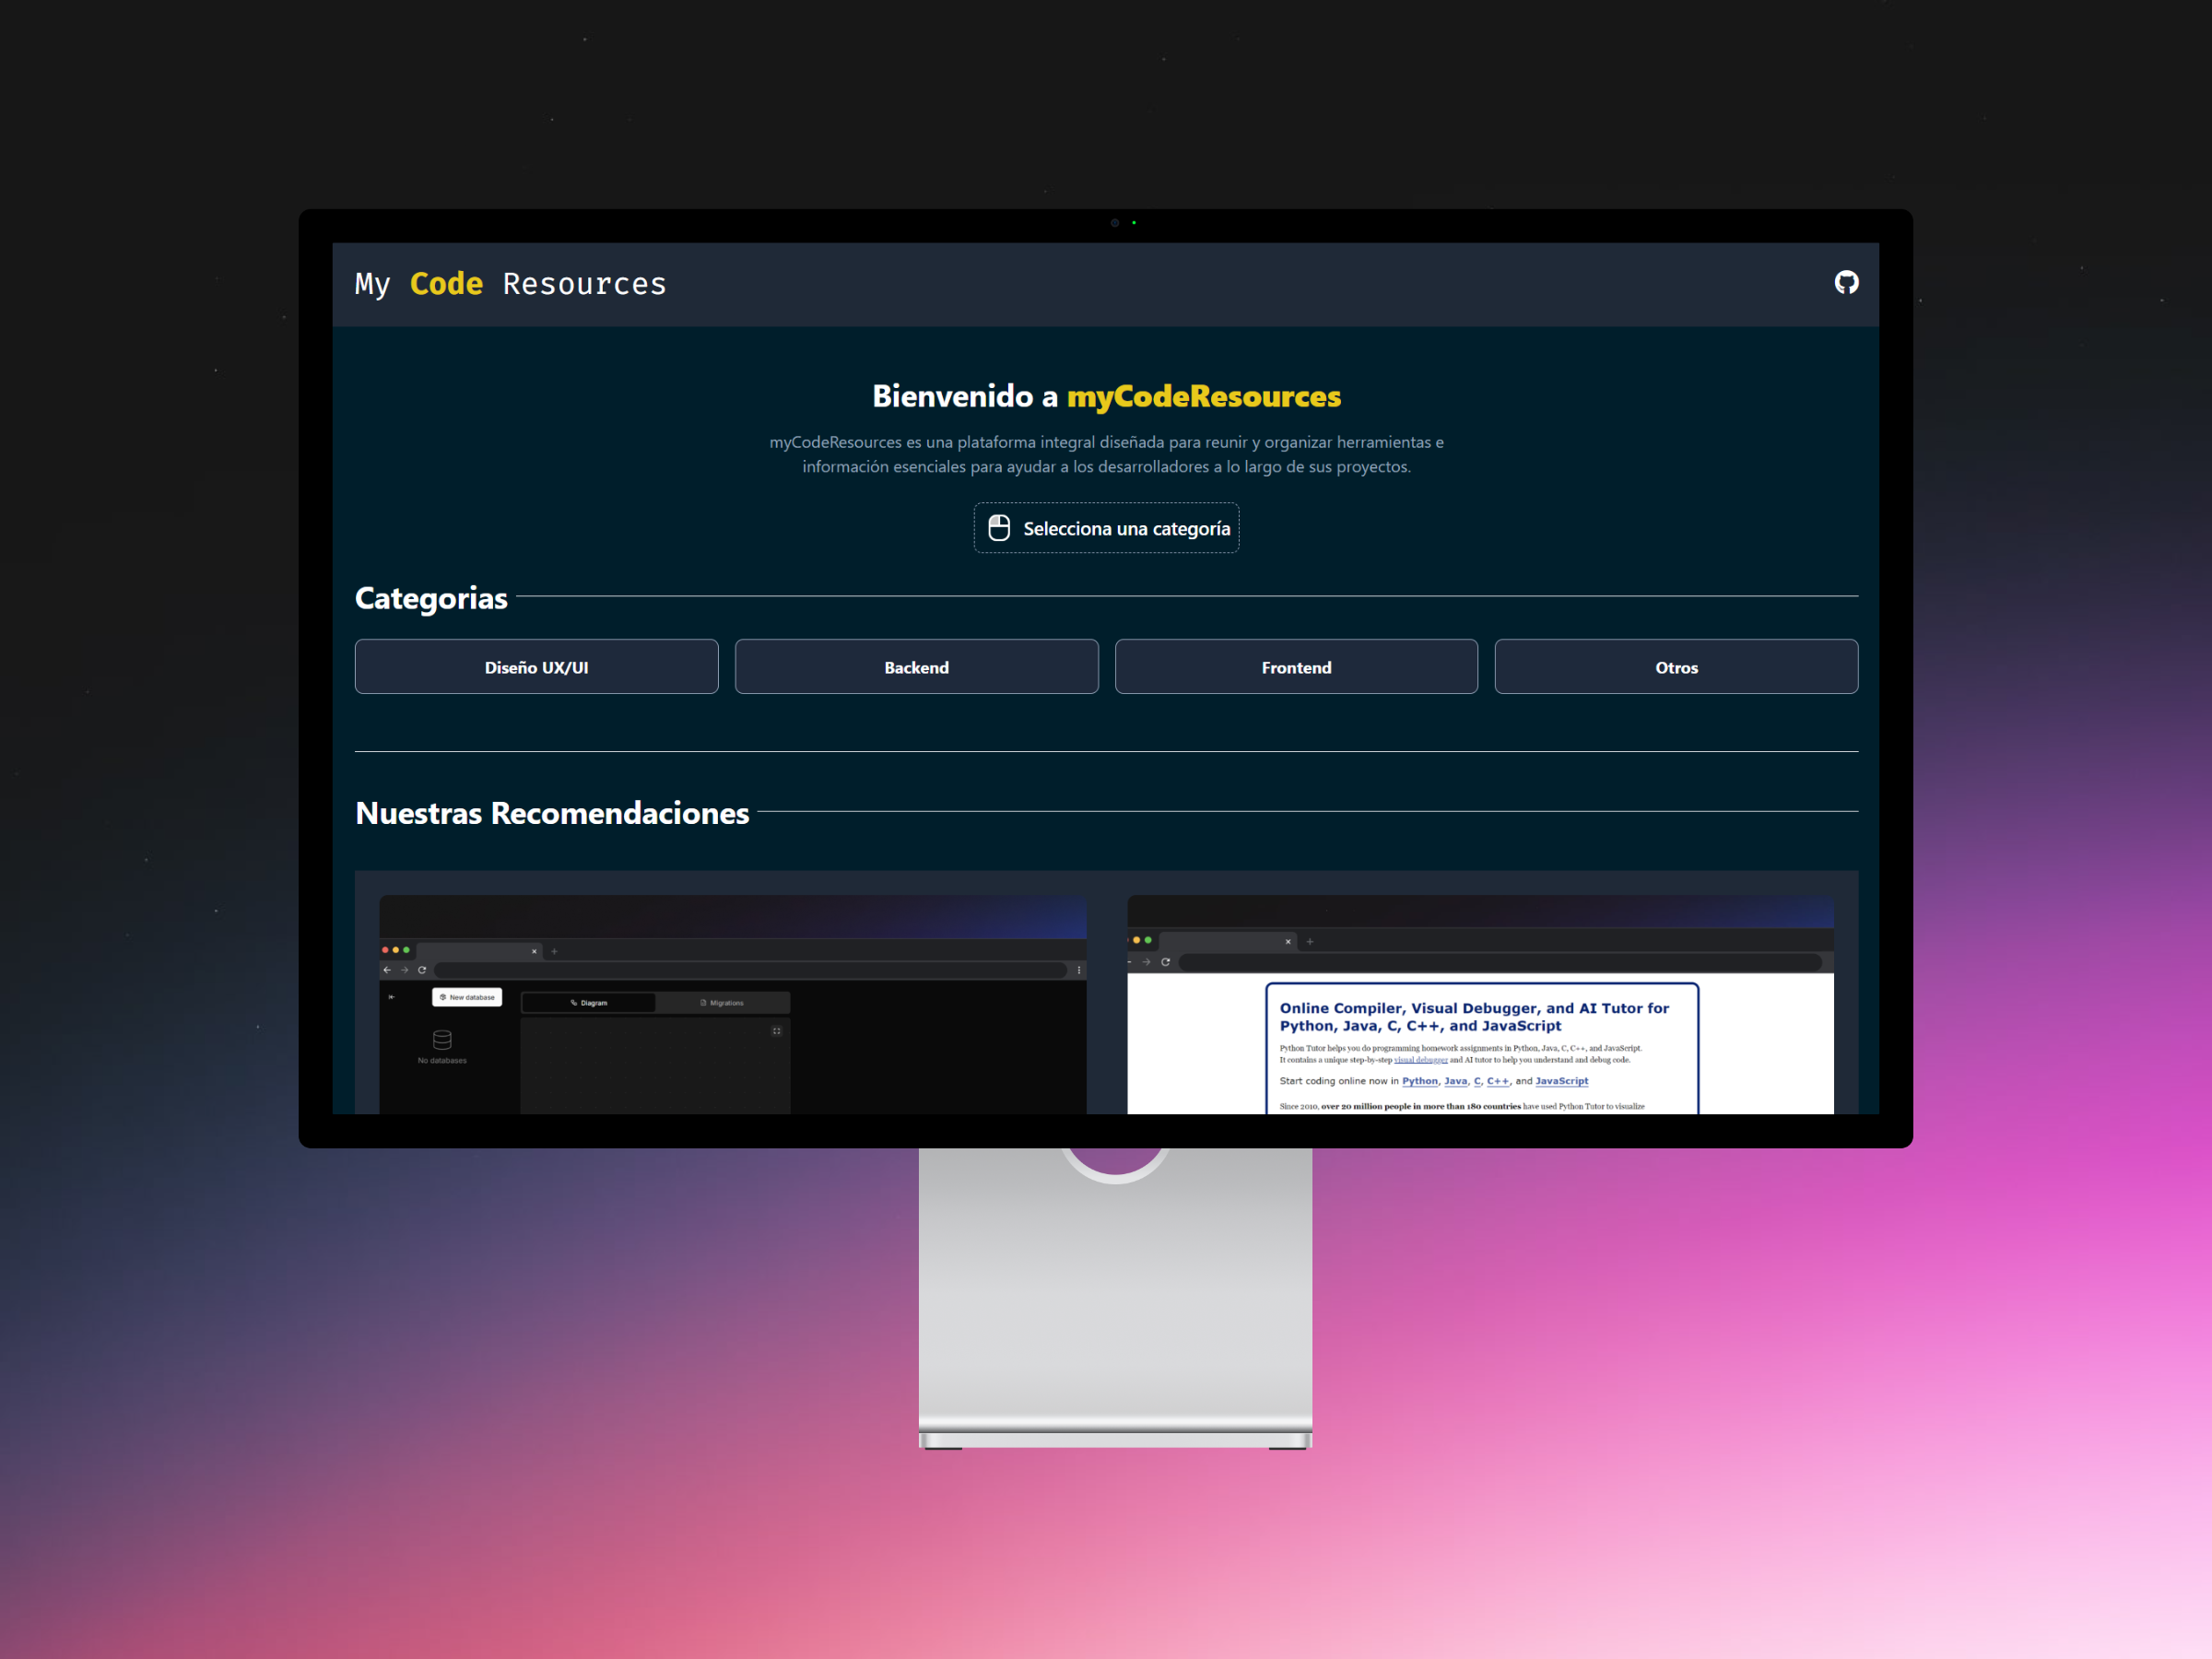 My Code Resources
Bienvenido a myCodeResources
myCodeResources es una plataforma integral diseñada para reunir y organizar herramientas e
información esenciales para ayudar a los desarrolladores a lo largo de sus proyectos.
Selecciona una categoría
Categorias
Diseño UX/UI
Backend
Frontend
Otros
Nuestras Recomendaciones
New database
Diagram
Migrations
No databases
Online Compiler, Visual Debugger, and AI Tutor for
Python, Java, C, C++, and JavaScript
Python Tutor helps you do programming homework assignments in Python, Java, C, C++, and JavaScript.
It contains a unique step-by-step visual debugger and AI tutor to help you understand and debug code.
Start coding online now in Python, Java, C, C++, and JavaScript
Since 2010, over 20 million people in more than 180 countries have used Python Tutor to visualize